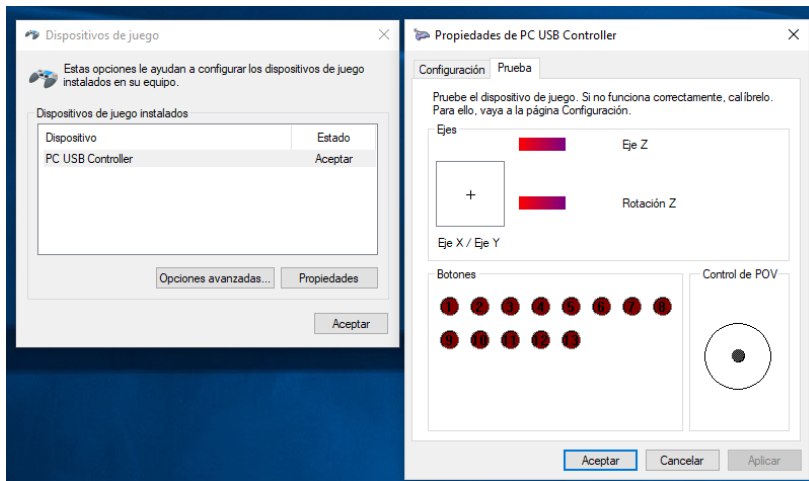 Dispositivos de juego
Estas opciones le ayudan a configurar los dispositivos de juego
instalados en su equipo.
Dispositivos de juego instalados
Dispositivo Estado
PC USB Controller Aceptar
Opciones avanzadas... Propiedades
Aceptar
Propiedades de PC USB Controller
Configuración Prueba
Pruebe el dispositivo de juego. Si no funciona correctamente, calíbrelo.
Para ello, vaya a la página Configuración.
Ejes
Eje Z
Rotación Z
Eje X / Eje Y
Botones
1 2 3 4 5 6 7 8
9 10 11 12 13
Control de POV
Aceptar Cancelar Aplicar